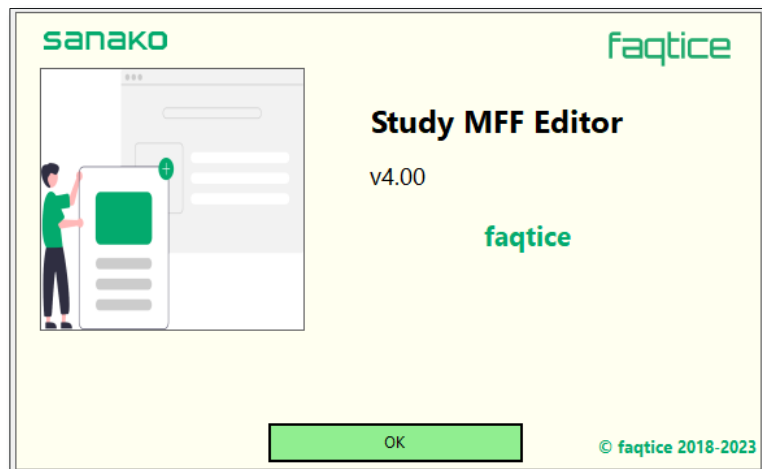 sanako
faqtice
Study MFF Editor
v4.00
faqtice
OK
© faqtice 2018-2023